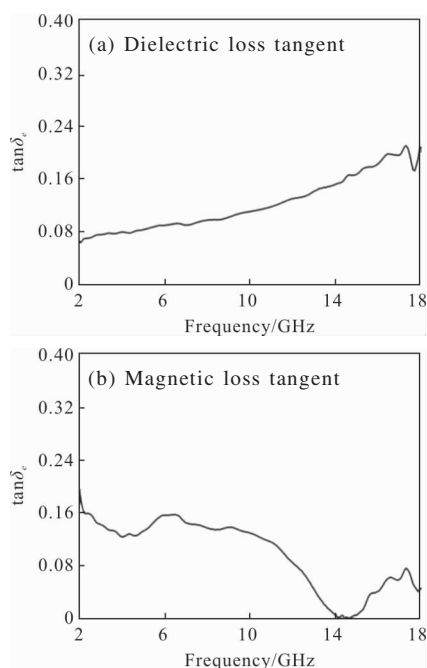 (a) Dielectric loss tangent
0.40
0.32
0.24
0.16
0.08
0
tanδe
2 6 10 14 18
Frequency/GHz
(b) Magnetic loss tangent
0.40
0.32
0.24
0.16
0.08
0
tanδe
2 6 10 14 18
Frequency/GHz